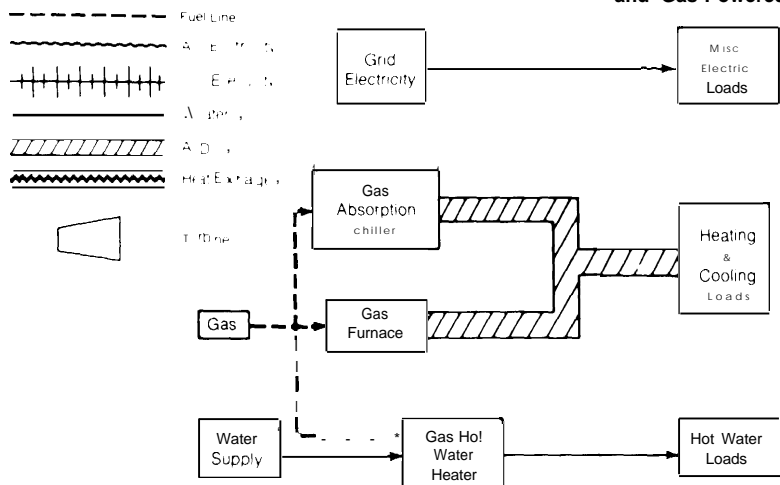 and Gas Powered
Fuel Line
Grid
Electricity
Misc
Electric
Loads
Heat Exchanger
Gas
Absorption
chiller
Heating
&
Cooling
Loads
Gas
Gas
Furnace
Water
Supply
Gas Ho!
Water
Heater
Hot Water
Loads